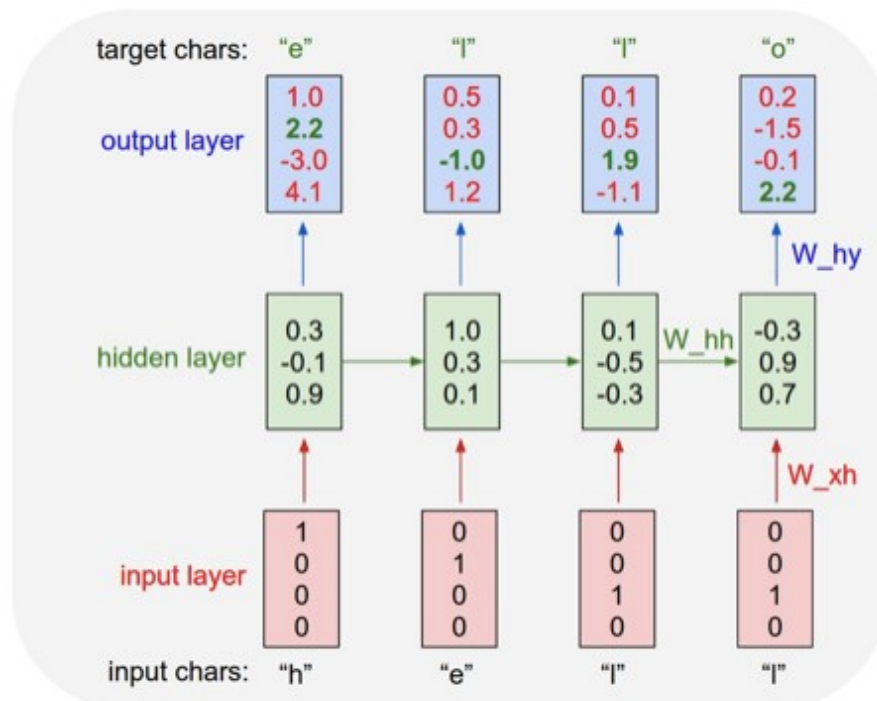 target chars: “e” “l” “l” “o”
1.0 0.5 0.1 0.2
output layer 2.2 0.3 0.5 -1.5
-3.0 -1.0 1.9 -0.1
4.1 1.2 -1.1 2.2
W_hy
0.3 1.0 0.1 W_hh -0.3
hidden layer -0.1 0.3 -0.5 0.9
0.9 0.1 -0.3 0.7
W_xh
1 0 0 0
0 1 0 0
input layer 0 0 1 1
0 0 0 0
input chars: “h” “e” “l” “l”